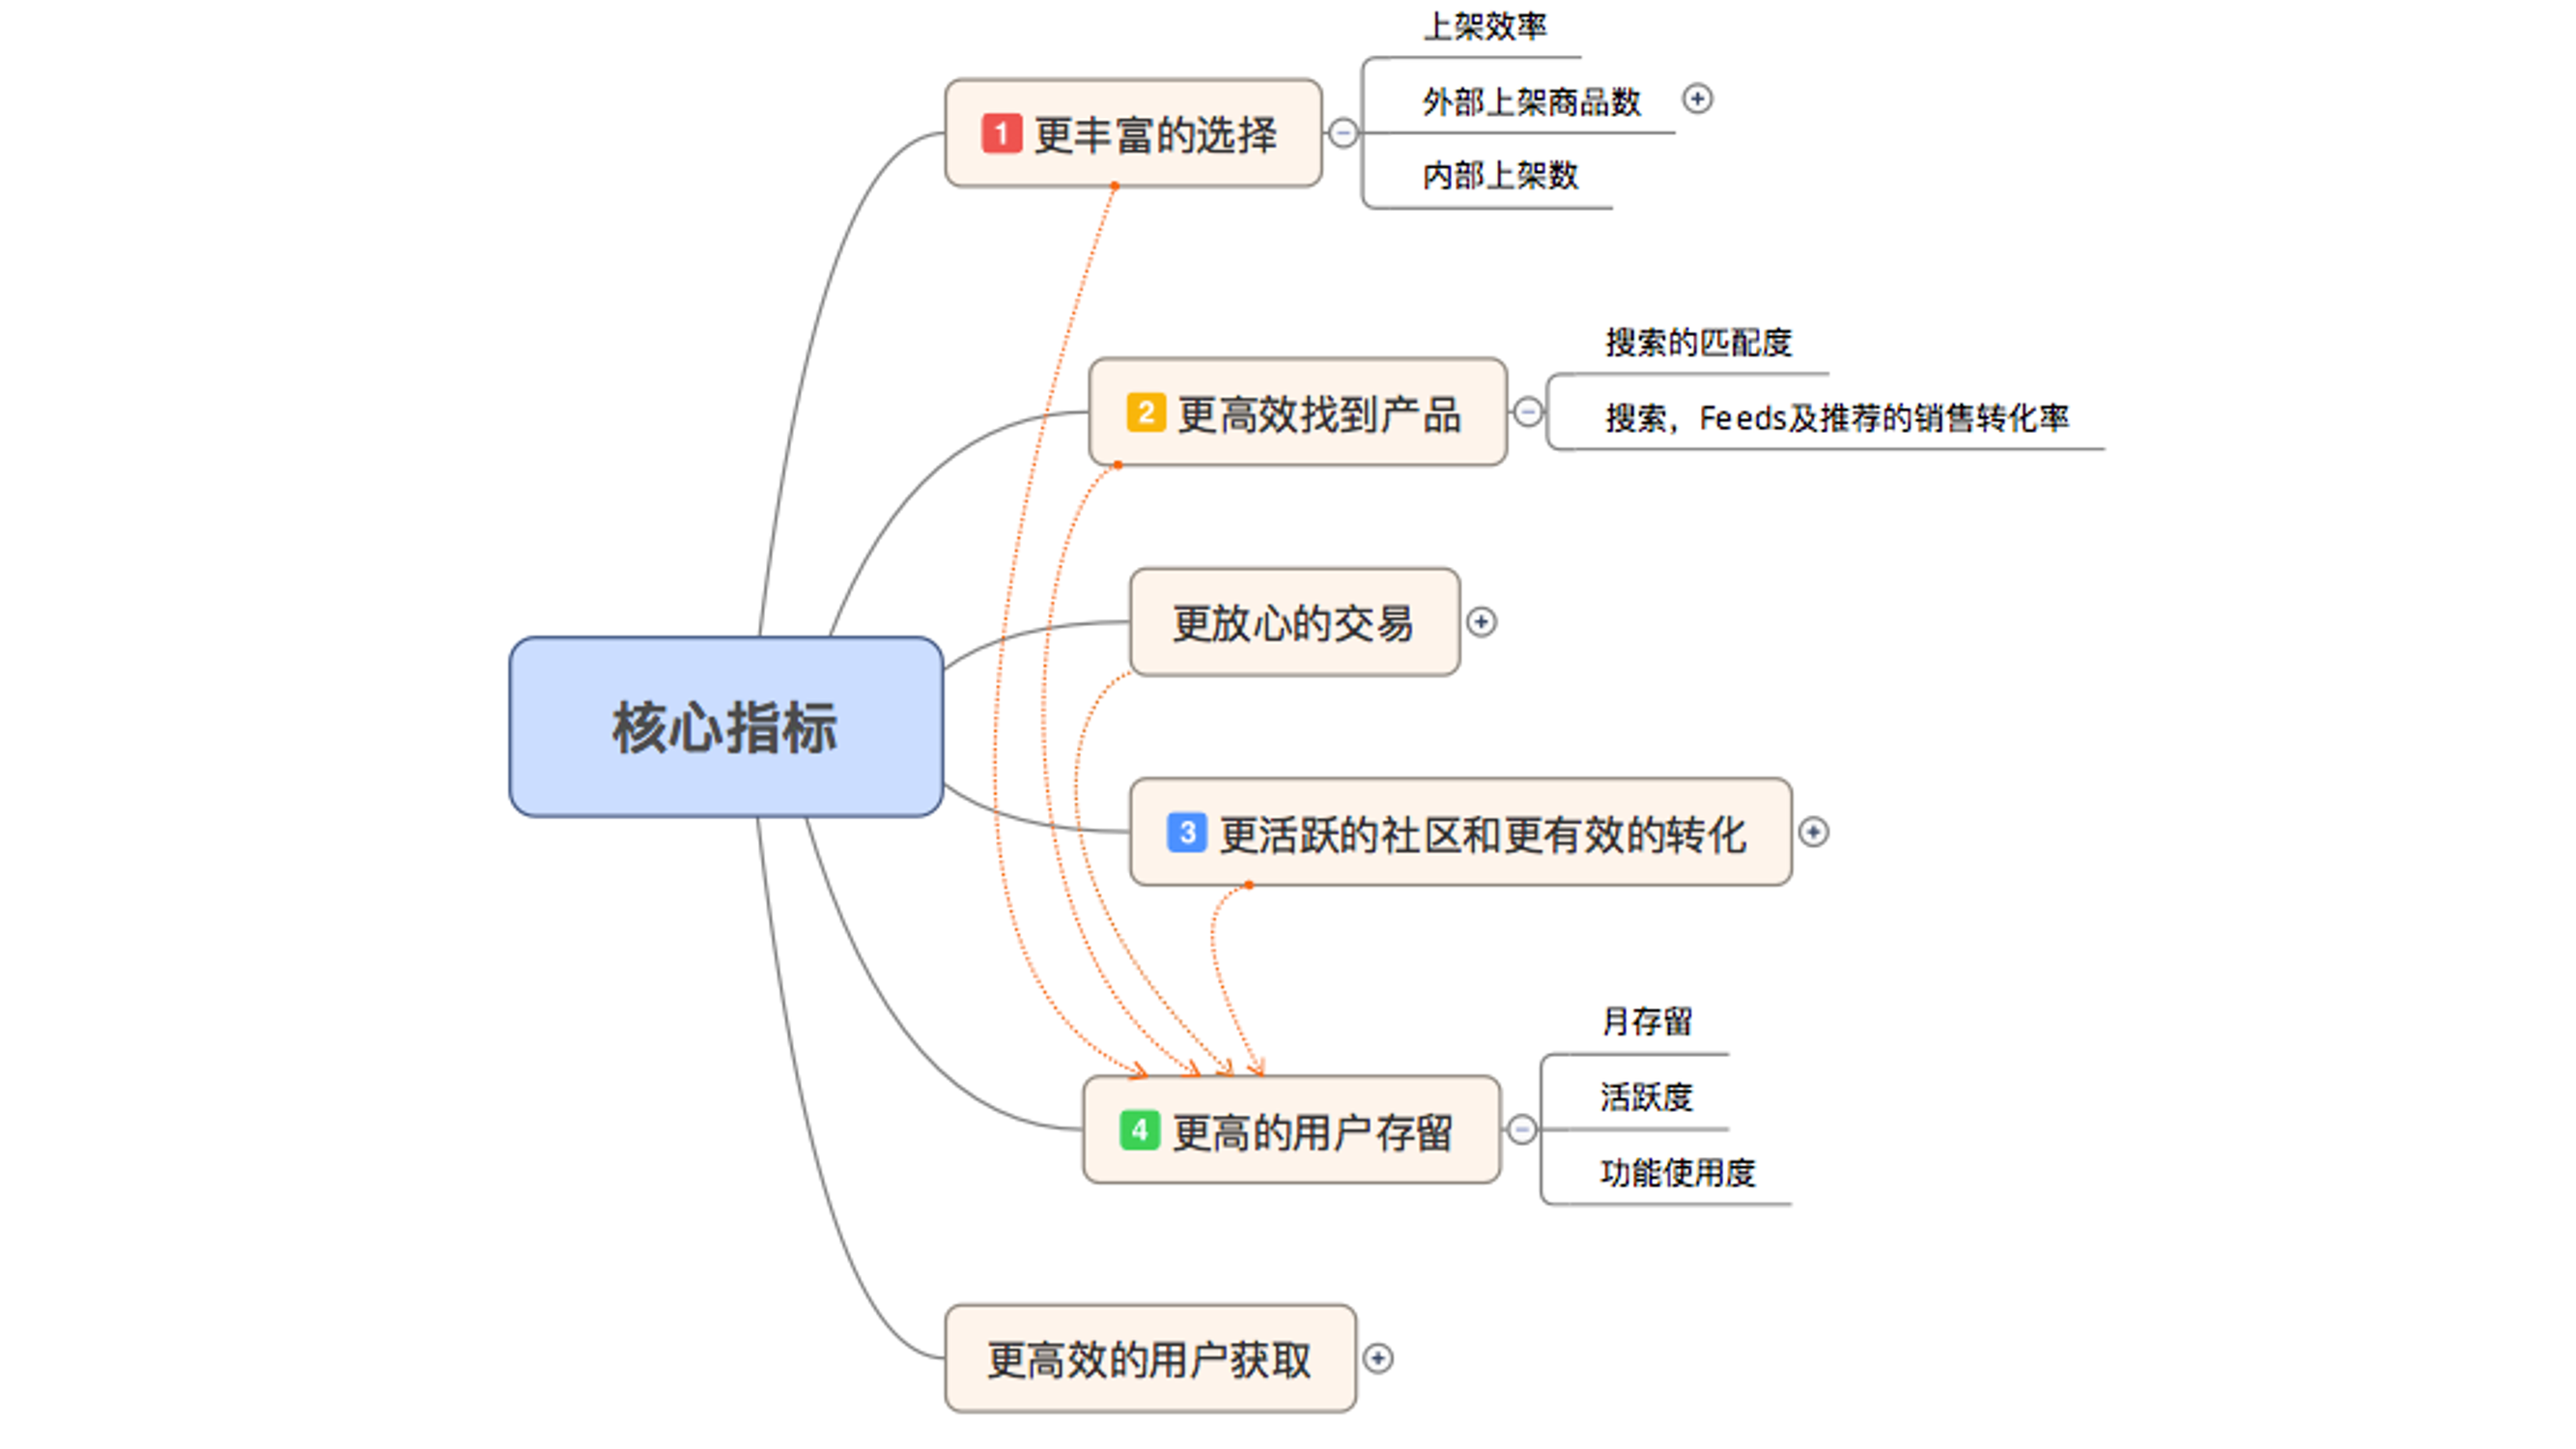 上架效率
外部上架商品数
1 更丰富的选择
内部上架数
搜索的匹配度
2 更高效找到产品
搜索，Feeds及推荐的销售转化率
更放心的交易
核心指标
3 更活跃的社区和更有效的转化
月存留
活跃度
4 更高的用户存留
功能使用度
更高效的用户获取